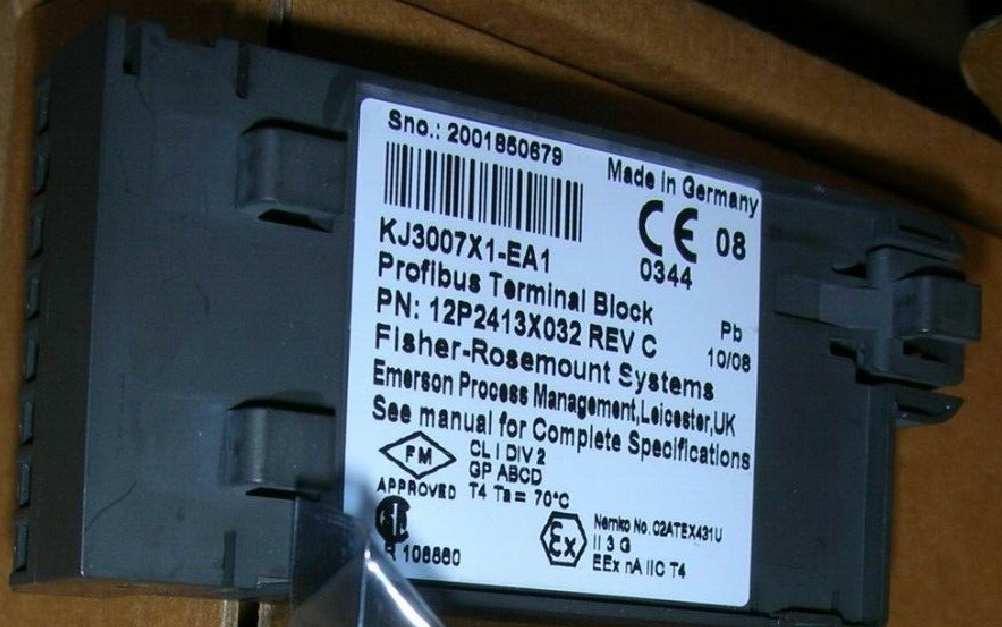 Sno.: 2001860679
Made in Germany
CE 08
0344
KJ3007X1-EA1
Profibus Terminal Block
PN: 12P2413X032 REV C
Pb
10/08
Fisher-Rosemount Systems
Emerson Process Management,Leicester,UK
See manual for Complete Specifications
FM
APPROVED
CL I DIV 2
GP ABCD
T4 Ta = 70°C
Ex
Nemko No. 02ATEX431U
II 3 G
EEx nA IIC T4